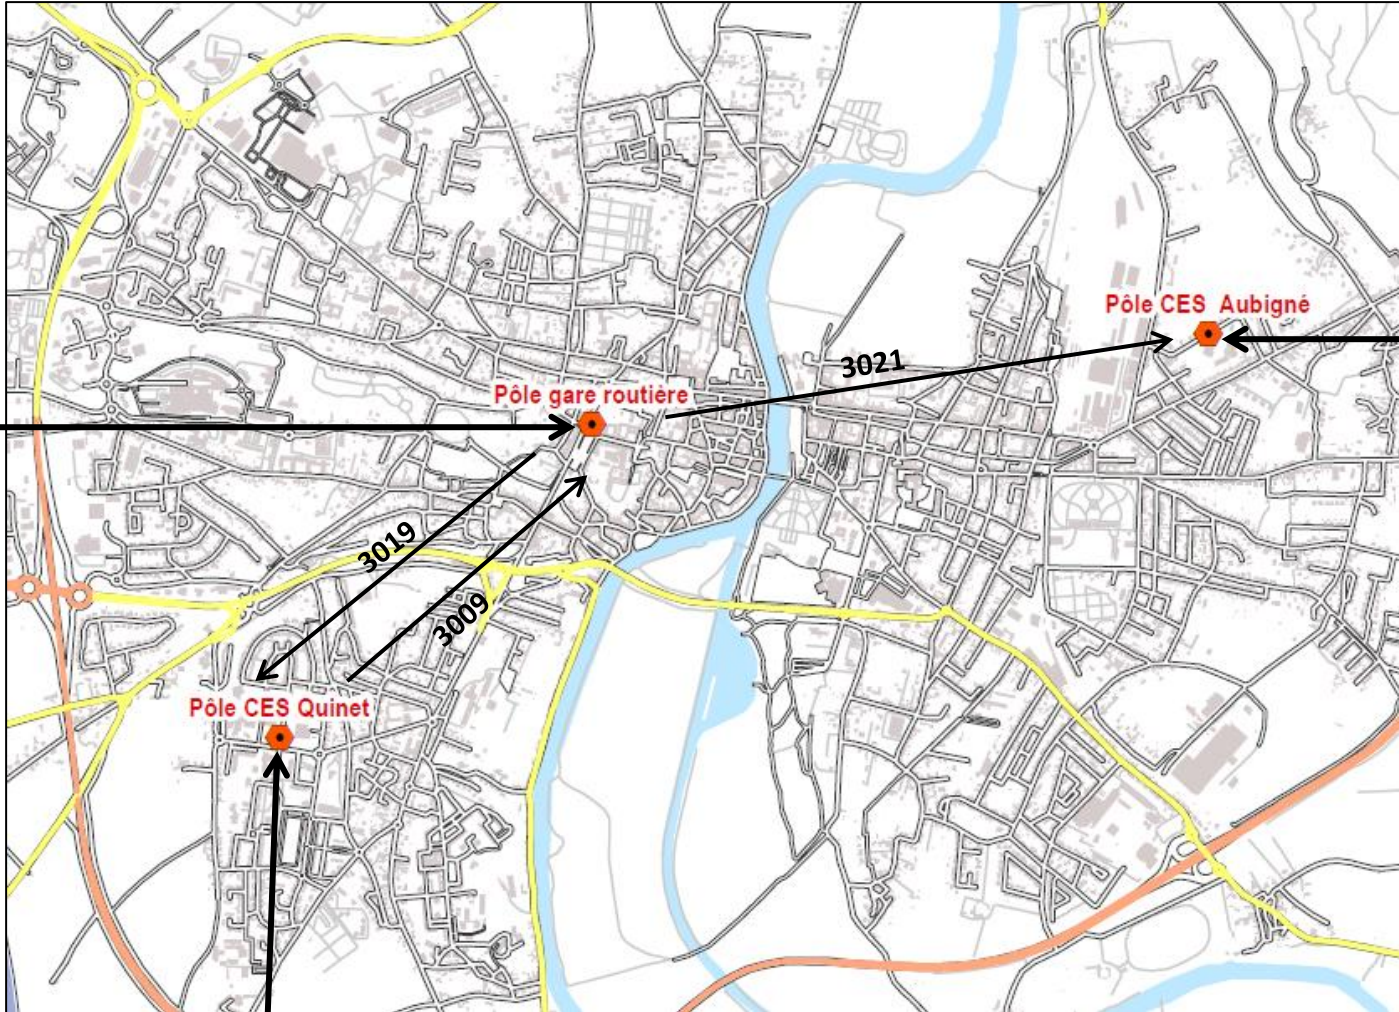 Pôle CES Aubigné
3021
Pôle gare routière
3019
3009
Pôle CES Quinet